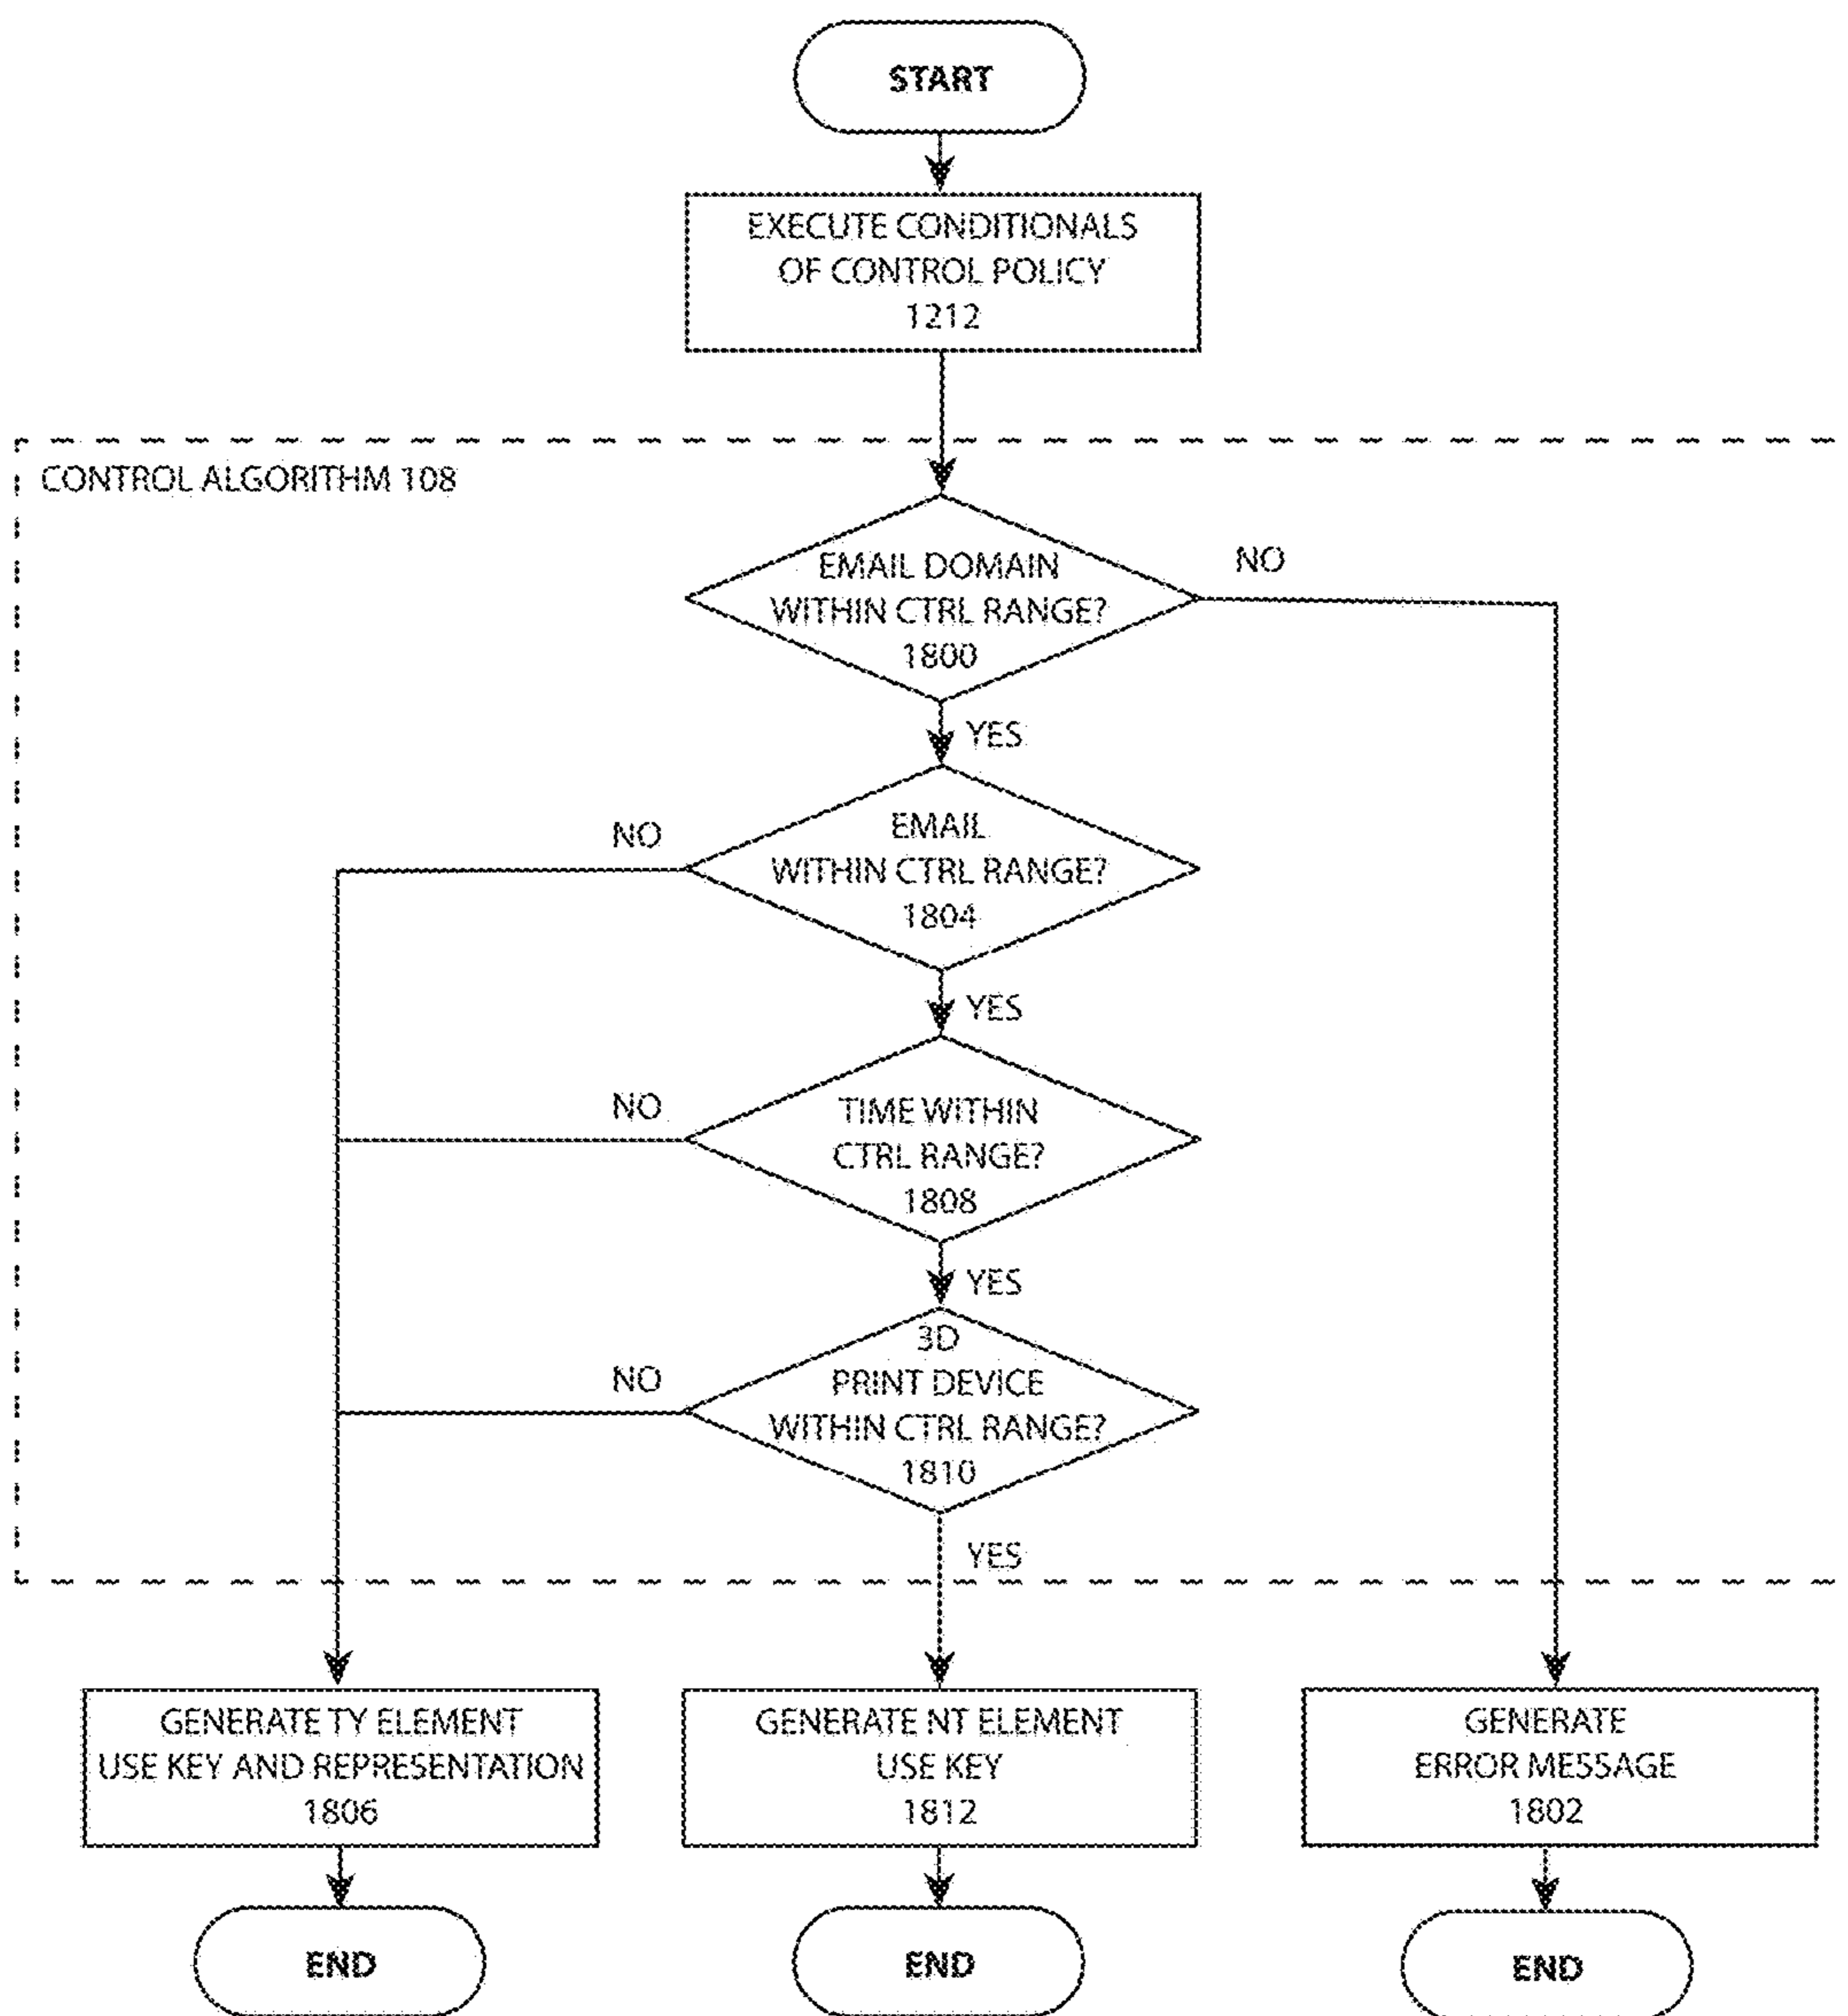 START
EXECUTE CONDITIONALS
OF CONTROL POLICY
1212
CONTROL ALGORITHM 108
EMAIL DOMAIN
WITHIN CTRL RANGE?
1800
NO
YES
EMAIL
WITHIN CTRL RANGE?
1804
NO
YES
TIME WITHIN
CTRL RANGE?
1808
NO
YES
3D
PRINT DEVICE
WITHIN CTRL RANGE?
1810
NO
YES
GENERATE TY ELEMENT
USE KEY AND REPRESENTATION
1806
GENERATE NT ELEMENT
USE KEY
1812
GENERATE
ERROR MESSAGE
1802
END
END
END